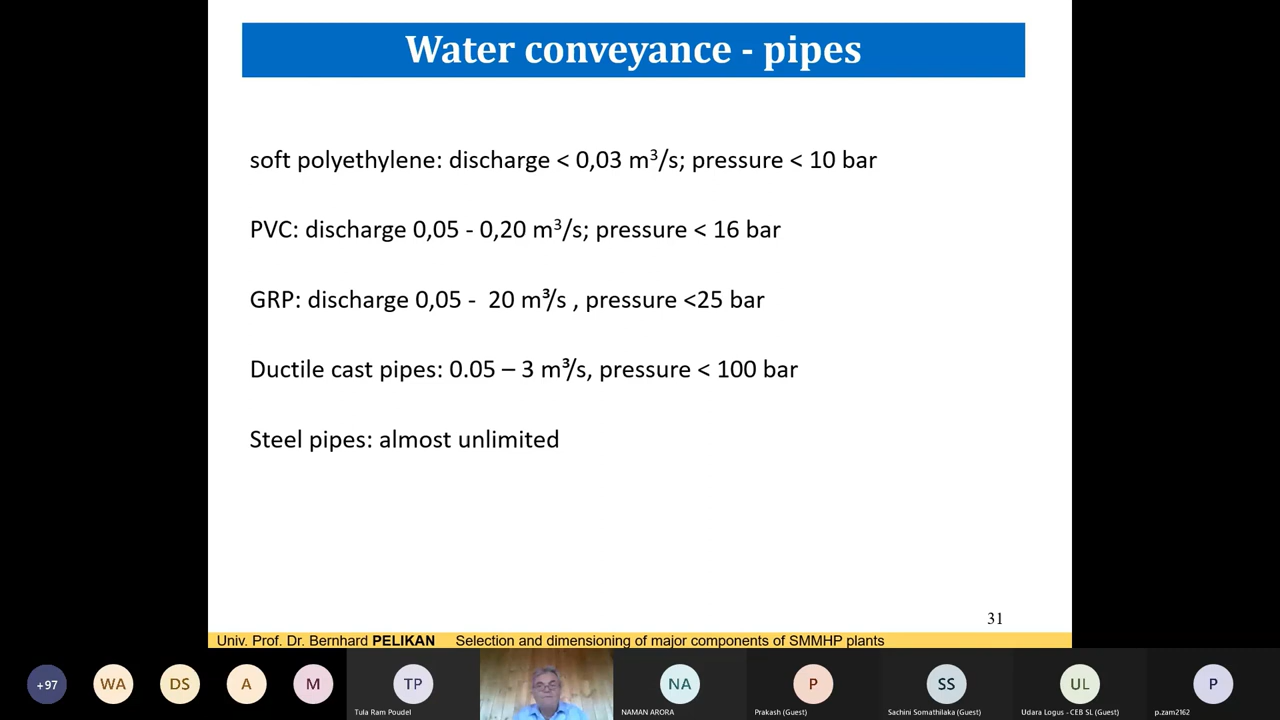 Water conveyance - pipes
soft polyethylene: discharge < 0,03 m³/s; pressure < 10 bar
PVC: discharge 0,05 - 0,20 m³/s; pressure < 16 bar
GRP: discharge 0,05 -  20 m³/s , pressure <25 bar
Ductile cast pipes: 0.05 – 3 m³/s, pressure < 100 bar
Steel pipes: almost unlimited
31
Univ. Prof. Dr. Bernhard PELIKAN Selection and dimensioning of major components of SMMHP plants
+97 WA DS A M TP NA P SS UL P
Tula Ram Poudel NAMAN ARORA Prakash (Guest) Sachini Somathilaka (Guest) Udara Logus - CEB SL (Guest) p.zam2162